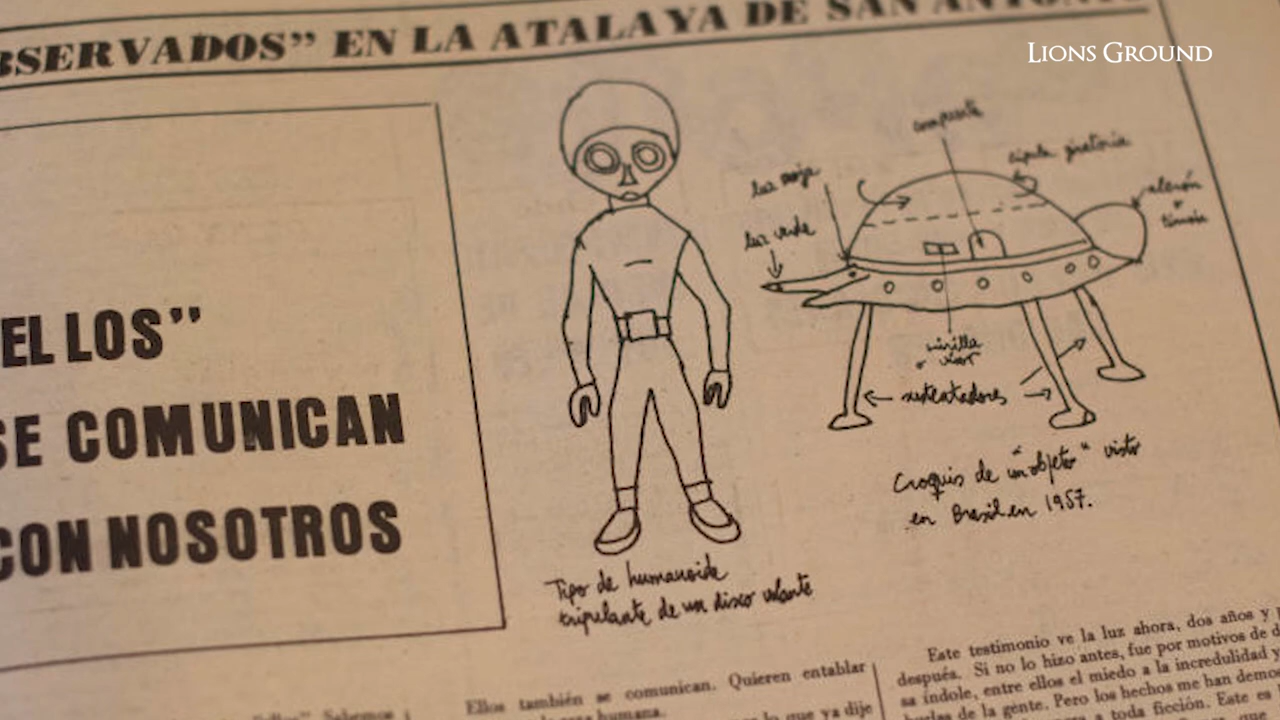 BSERVADOS” EN LA ATALAYA DE SAN ANTONIO
LIONS GROUND
ELLOS”
SE COMUNICAN
CON NOSOTROS
compuerta
cúpula giratoria
luz roja
luz verde
alerón
o
timón
mirilla
o visor
sustentadores
Croquis de un “objeto” visto
en Brasil en 1957.
Tipo de humanoide
tripulante de un disco volante
Ellos también se comunican. Quieren entablar
humana.
lo que ya dije
Sabemos
Este testimonio ve la luz ahora, dos años y
después. Si no lo hizo antes, fue por motivos de
sa índole, entre ellos el miedo a la incredulidad y
burlas de la gente. Pero los hechos me han
toda ficción. Este es
que